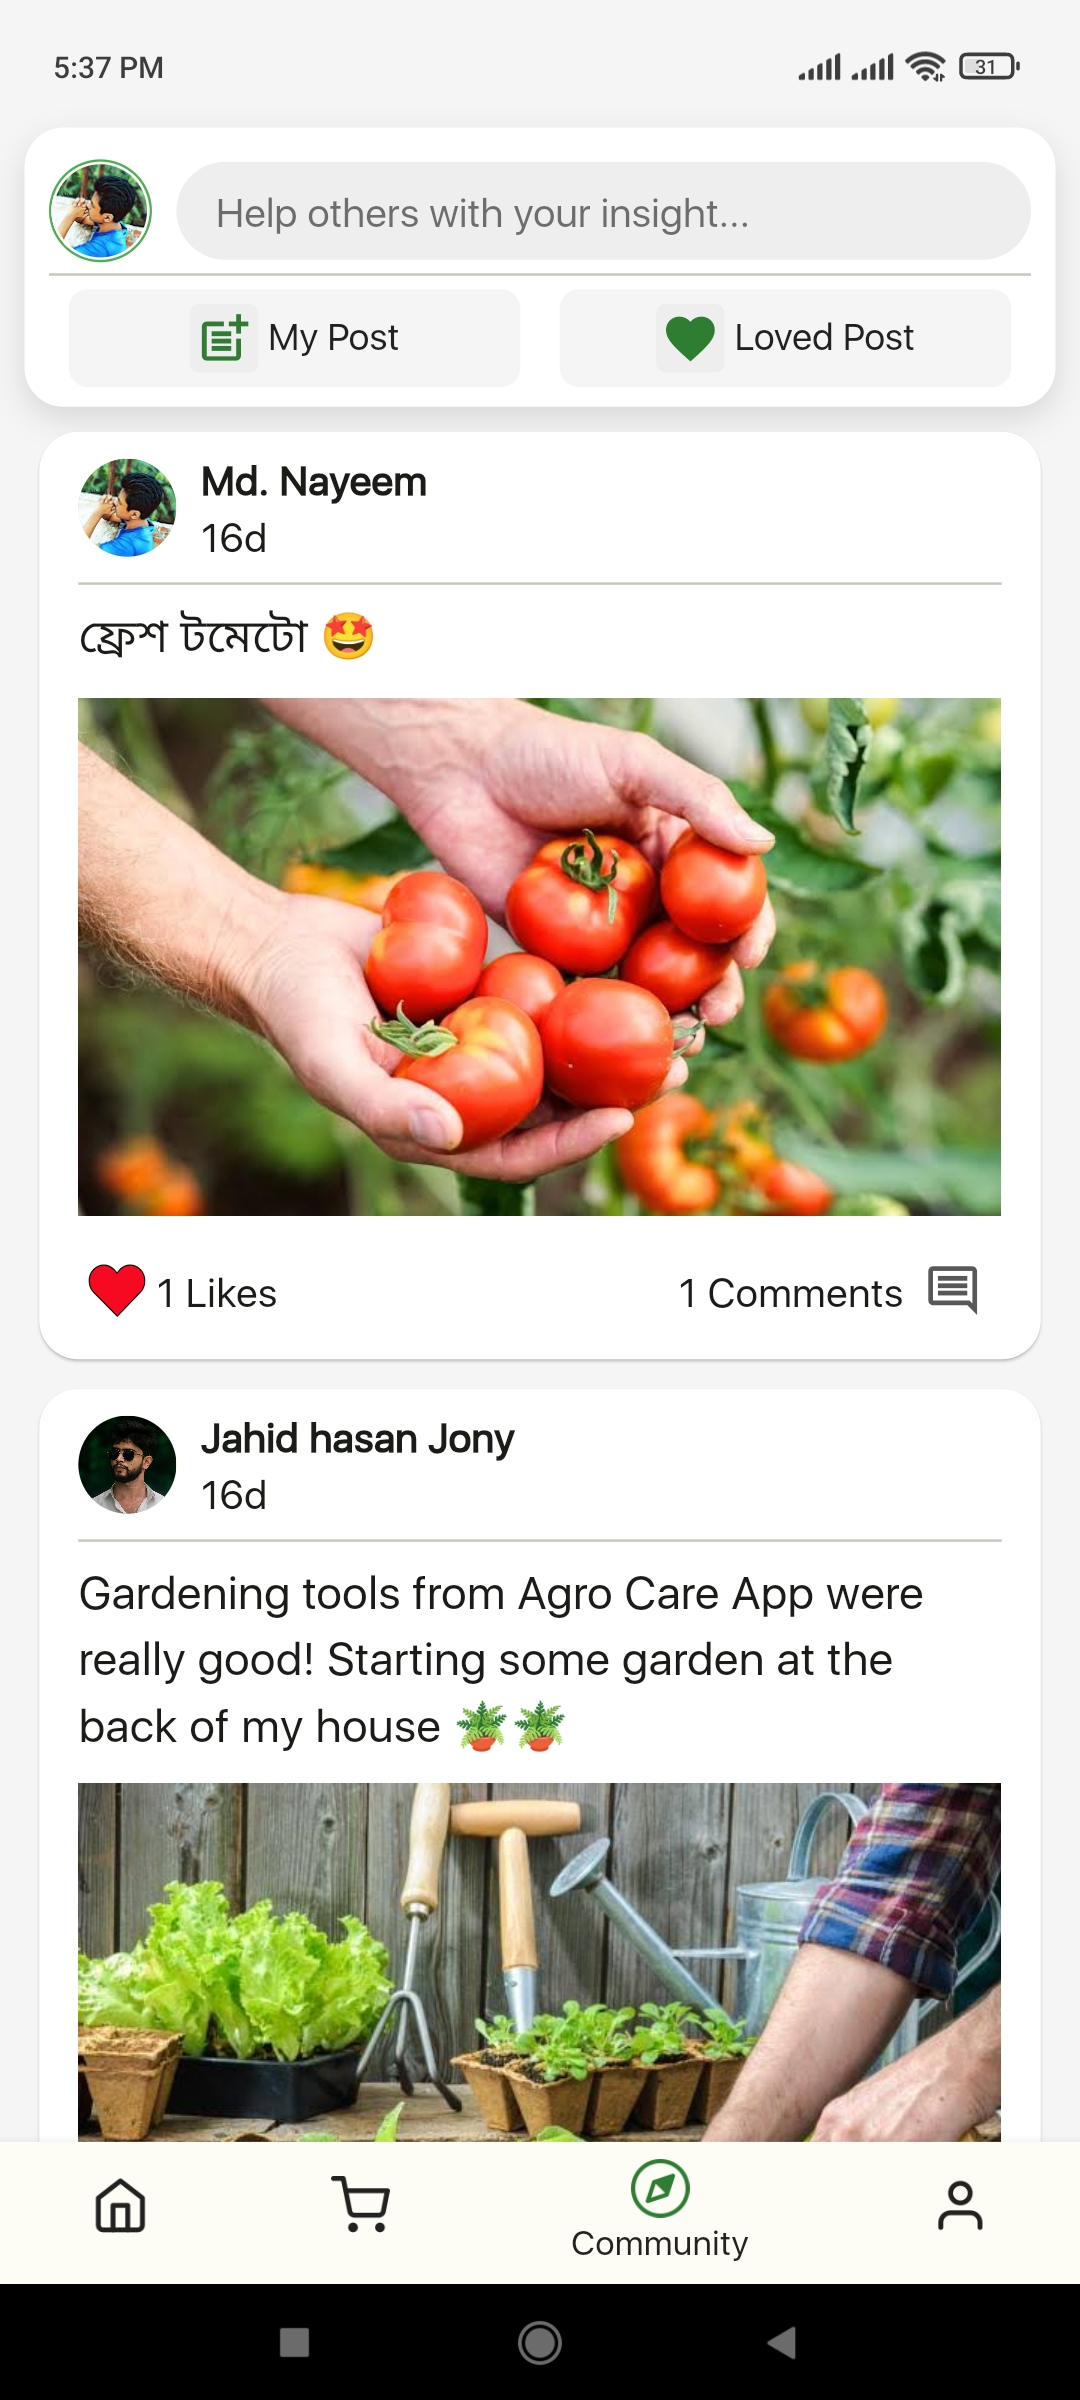 5:37 PM
31
Help others with your insight...
My Post
Loved Post
Md. Nayeem
16d
ফ্রেশ টমেটো 🤩
1 Likes
1 Comments
Jahid hasan Jony
16d
Gardening tools from Agro Care App were
really good! Starting some garden at the
back of my house 🪴🪴
Community